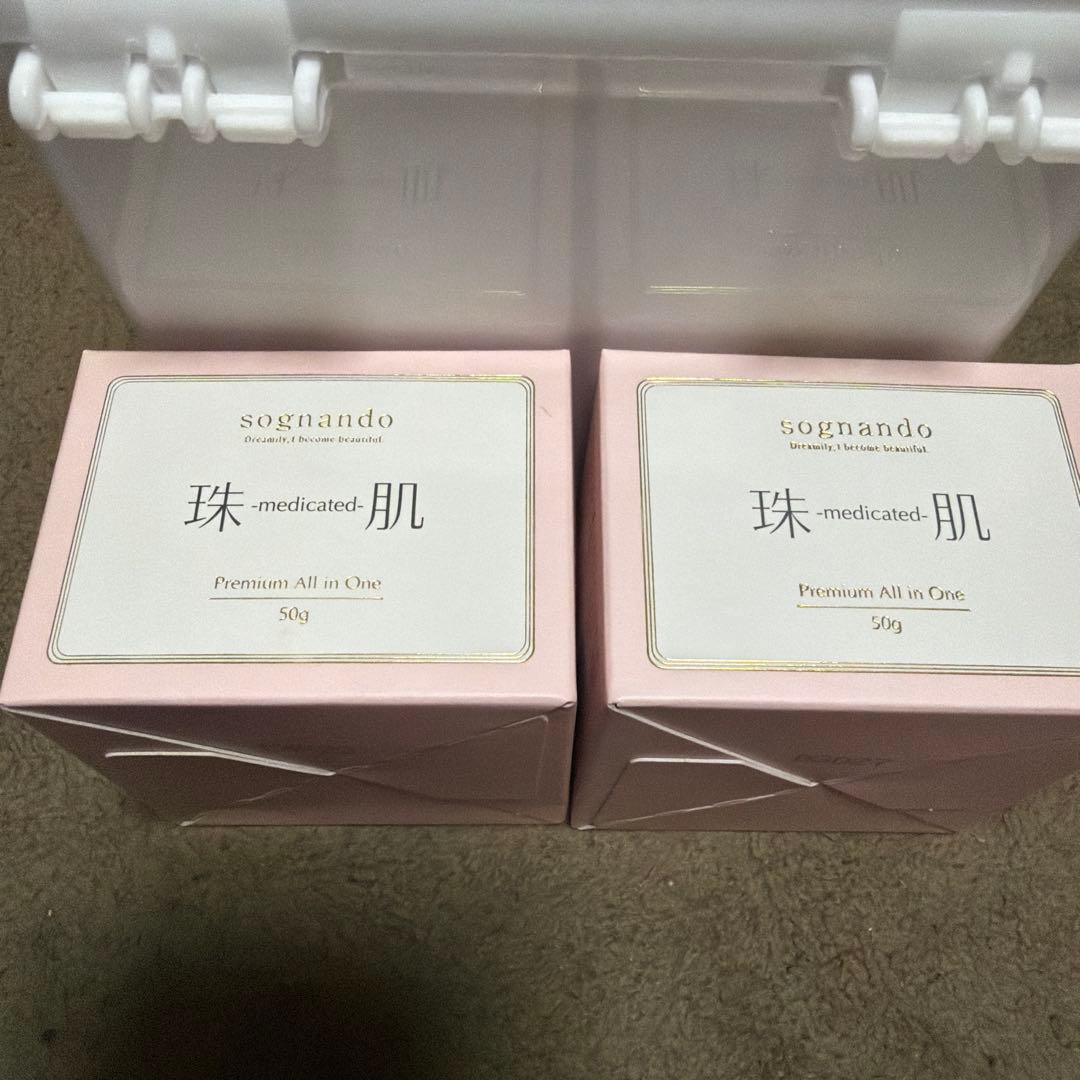 sognando
Dreamily, I become beautiful.
珠 -medicated- 肌
Premium All in One
50g
sognando
Dreamily, I become beautiful.
珠 -medicated- 肌
Premium All in One
50g